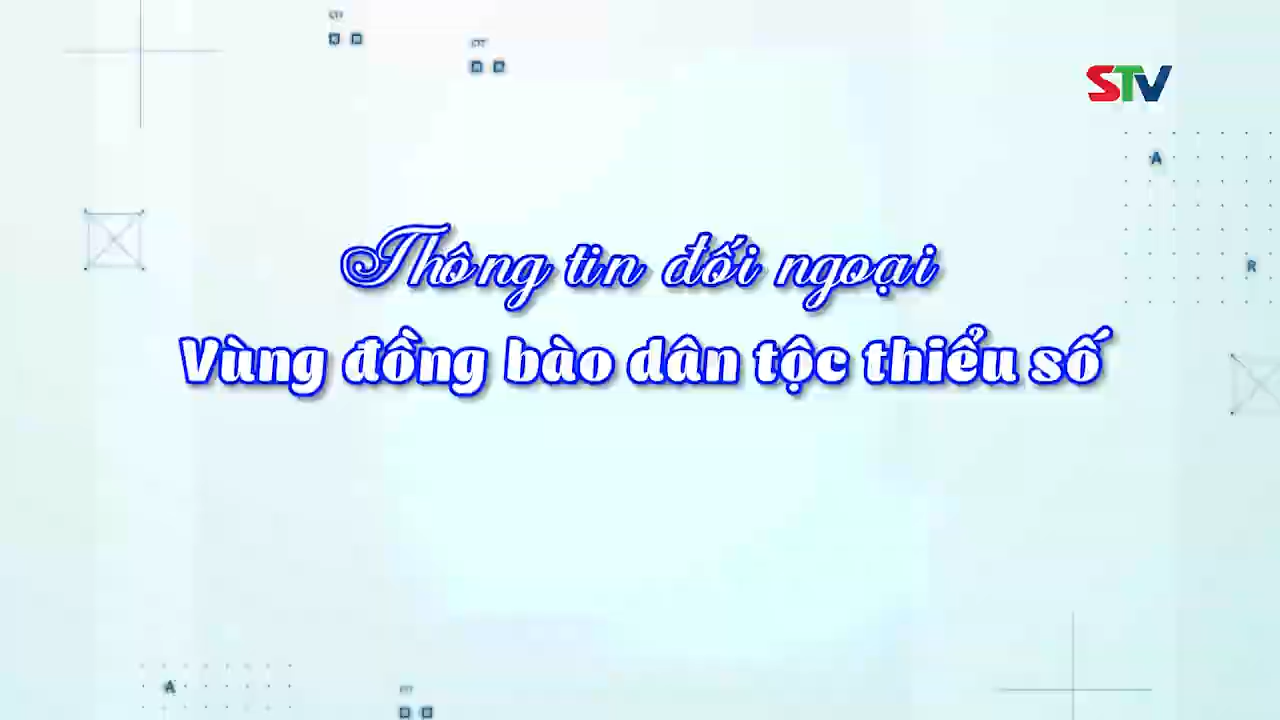 STV
A
R
Thông tin đối ngoại
Vùng đồng bào dân tộc thiểu số
A